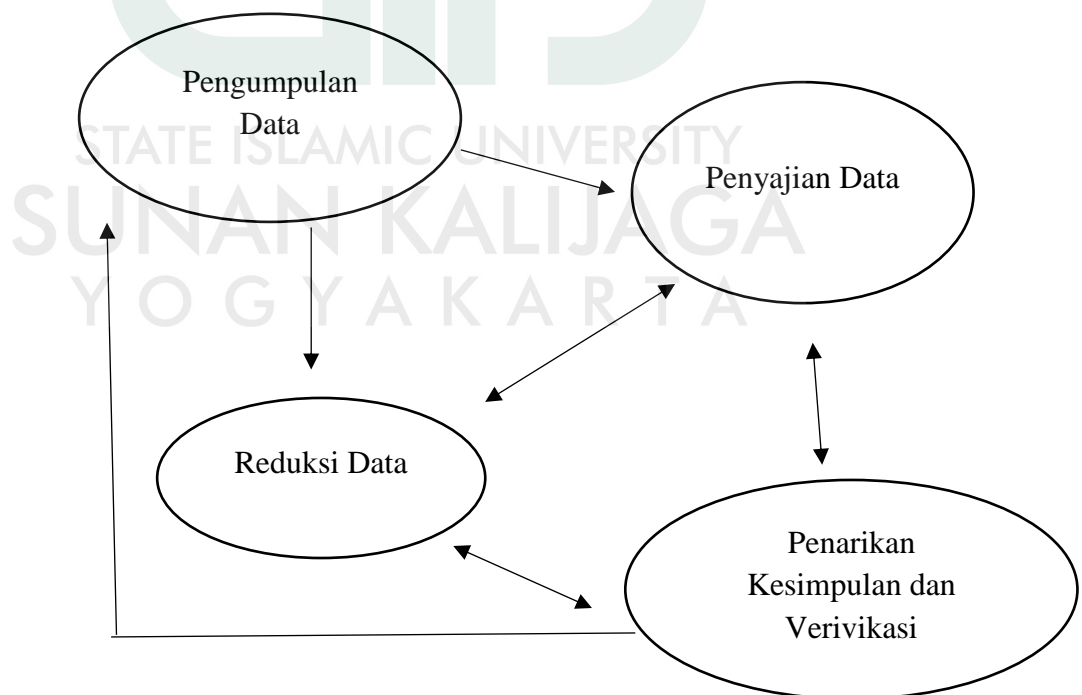 Pengumpulan
Data
STATE ISLAMIC UNIVERSITY
Penyajian Data
SUNAN KALIJAGA
YOGYAKARTA
Reduksi Data
Penarikan
Kesimpulan dan
Verivikasi